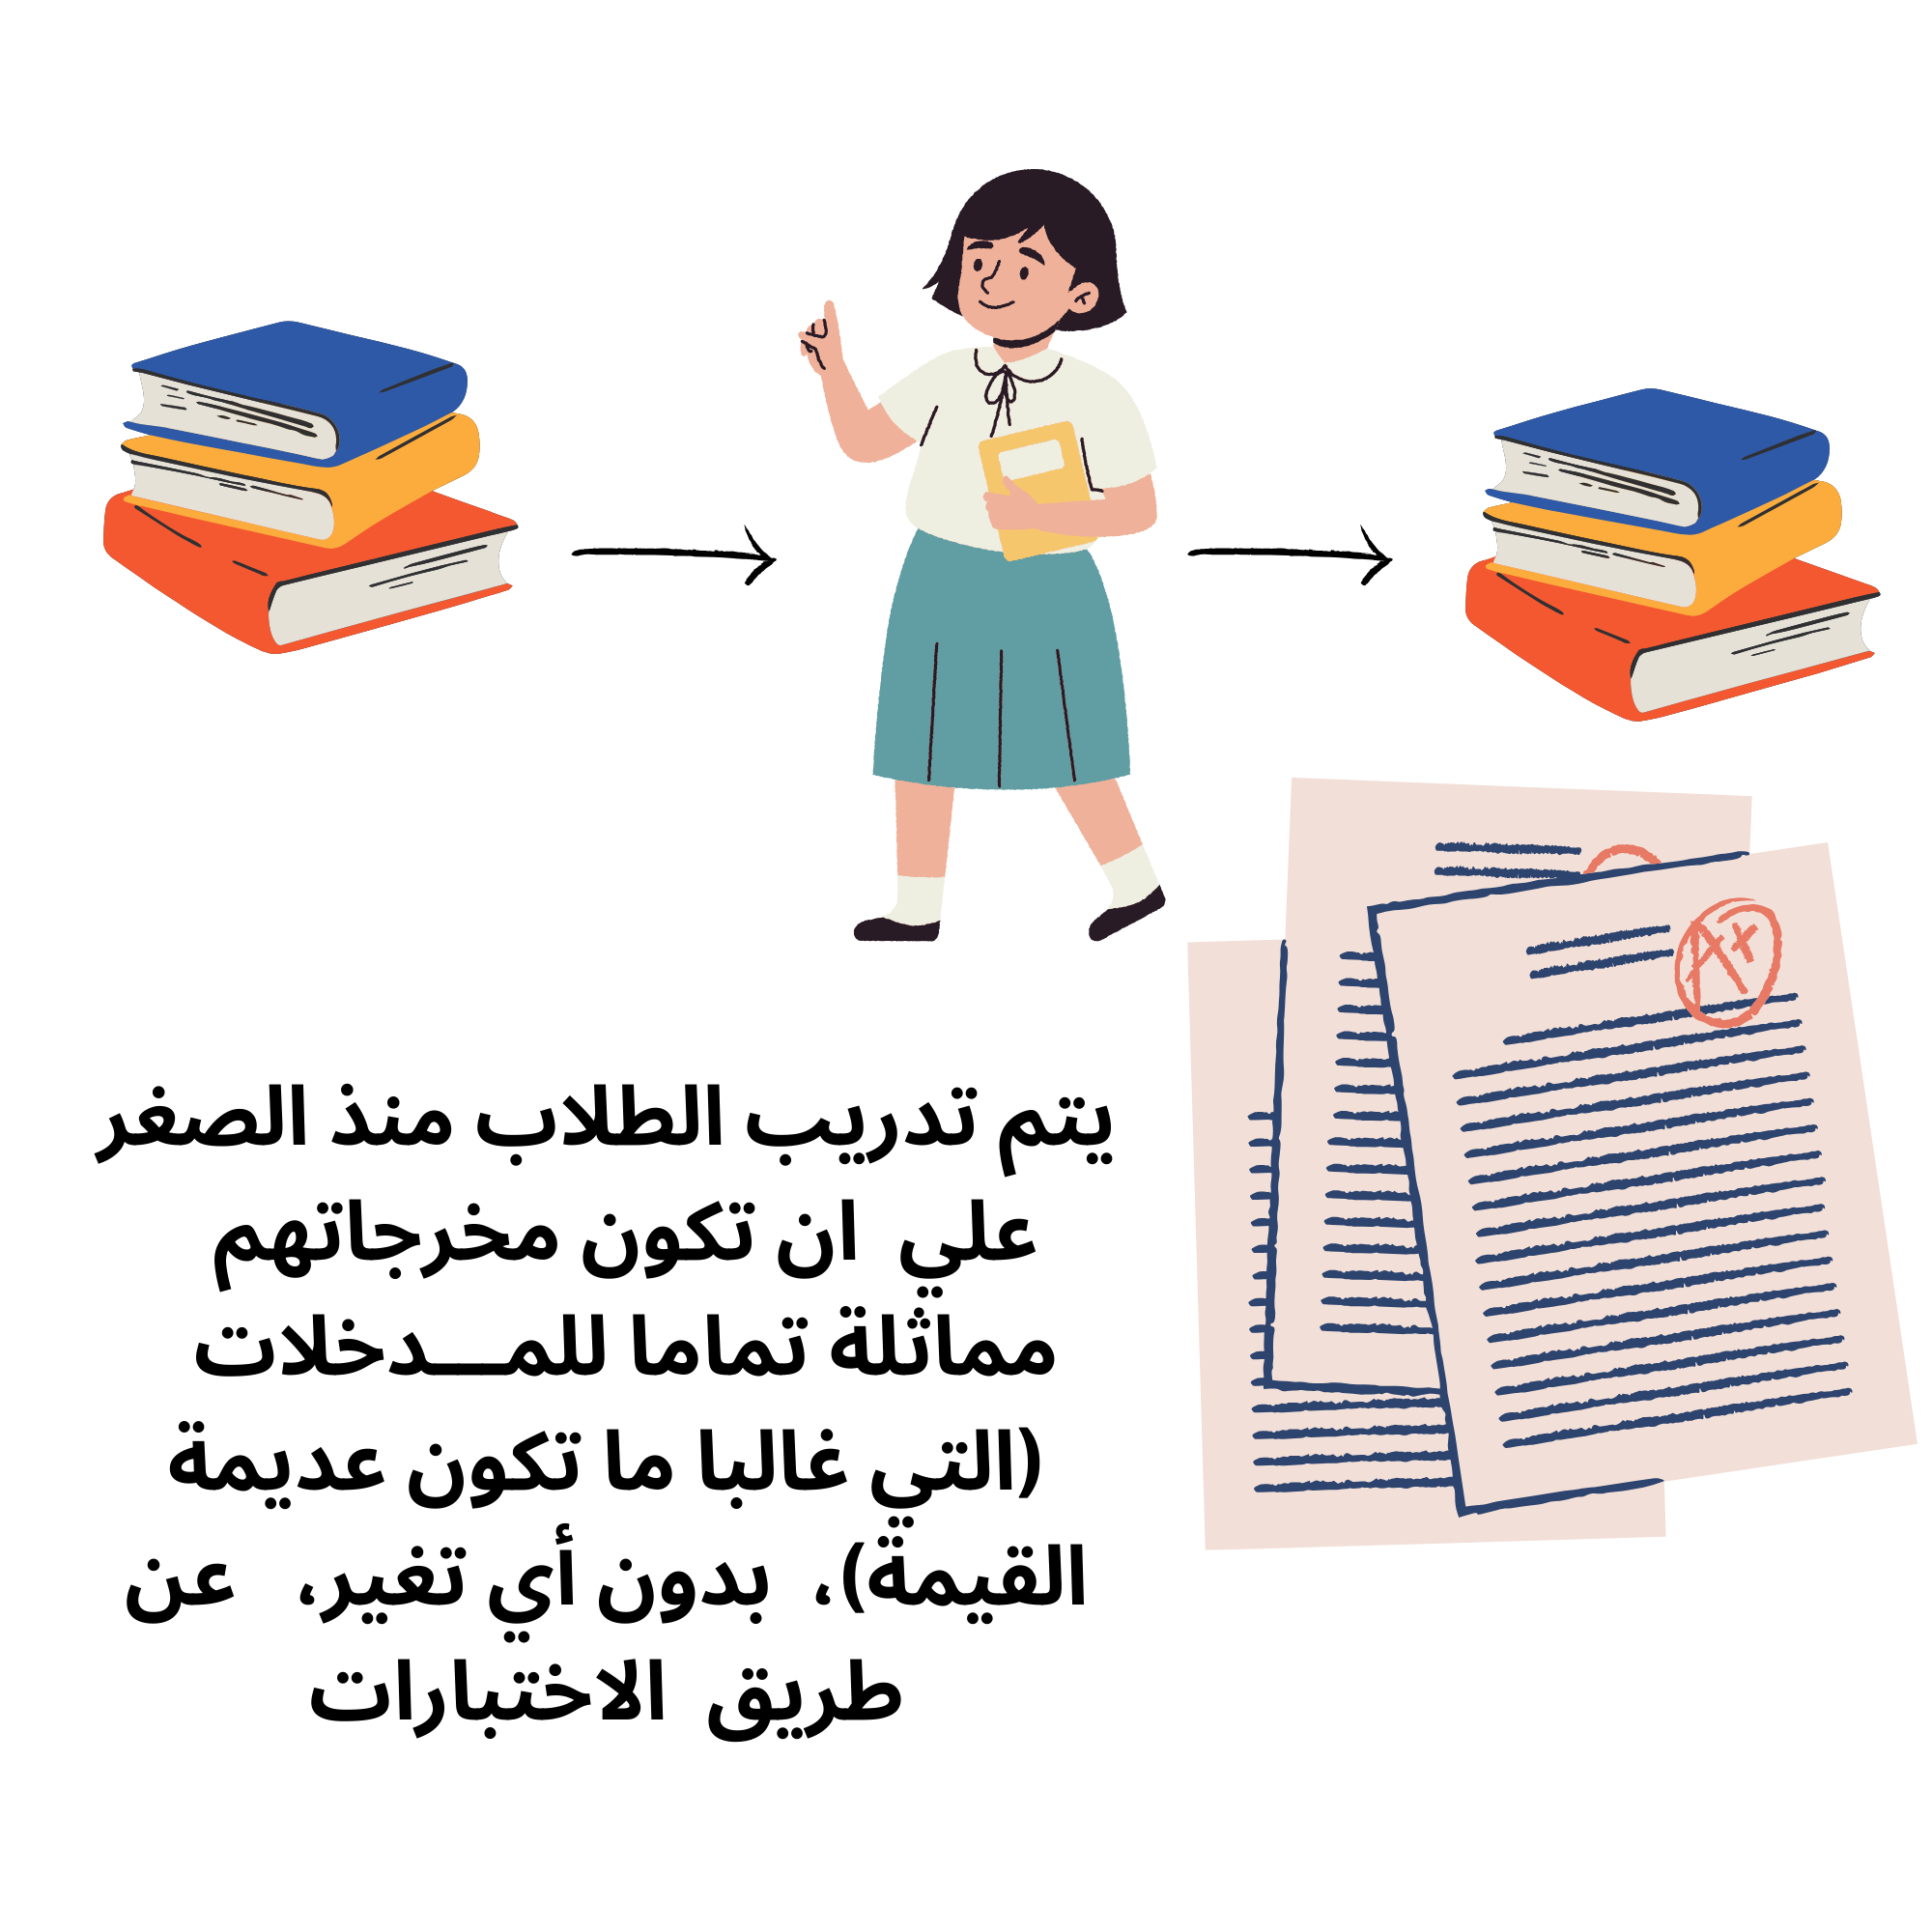 A+
يتم تدريب الطلاب منذ الصغر
علي ان تكون مخرجاتهم
مماثلة تماما للمـــدخلات
(التي غالبا ما تكون عديمة
القيمة)، بدون أي تغيير، عن
طريق الاختبارات